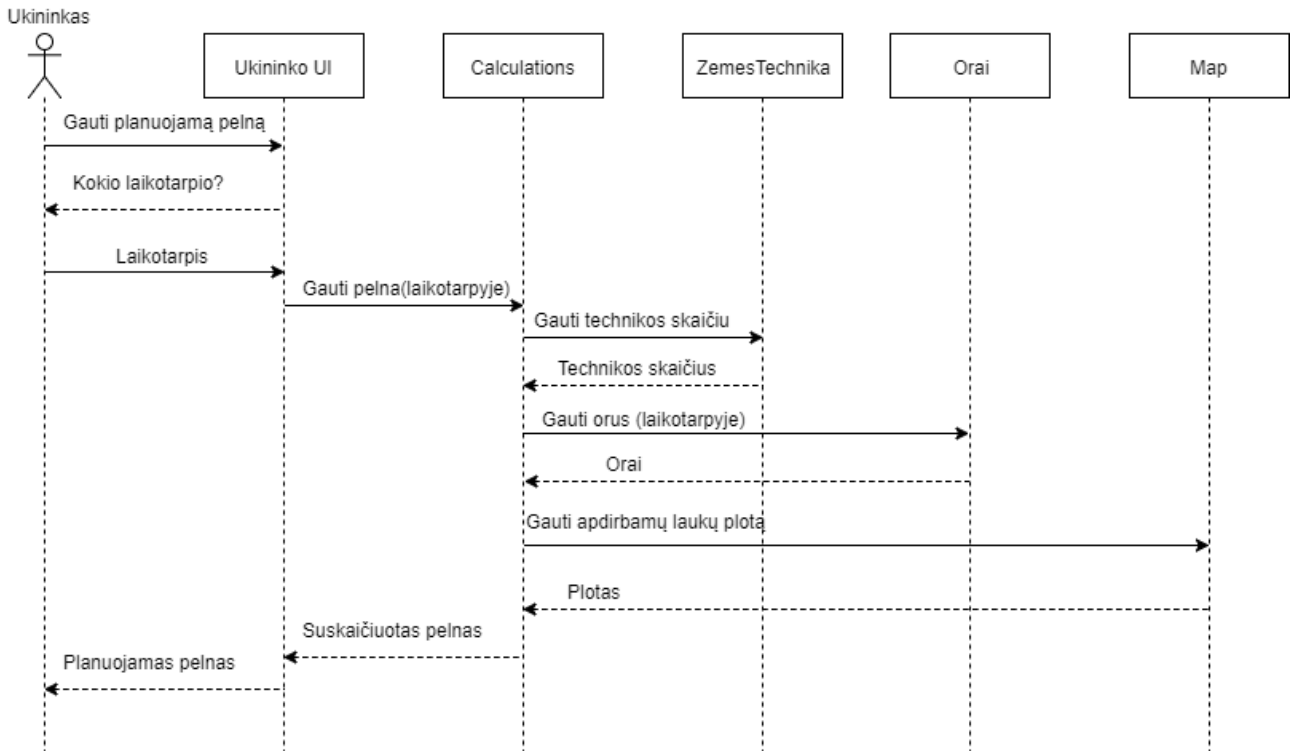 Ukininkas
Ukininko UI
Calculations
ZemesTechnika
Orai
Map
Gauti planuojamą pelną
Kokio laikotarpio?
Laikotarpis
Gauti pelna(laikotarpyje)
Gauti technikos skaičiu
Technikos skaičius
Gauti orus (laikotarpyje)
Orai
Gauti apdirbamų laukų plotą
Plotas
Suskaičiuotas pelnas
Planuojamas pelnas